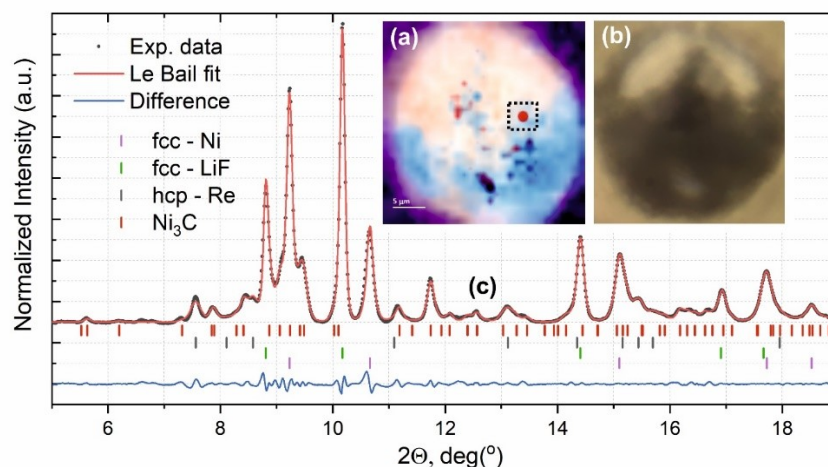 Normalized Intensity (a.u.)
Exp. data
Le Bail fit
Difference
fcc - Ni
fcc - LiF
hcp - Re
Ni₃C
(a)
5 µm
(b)
(c)
6 8 10 12 14 16 18
2Θ, deg(°)